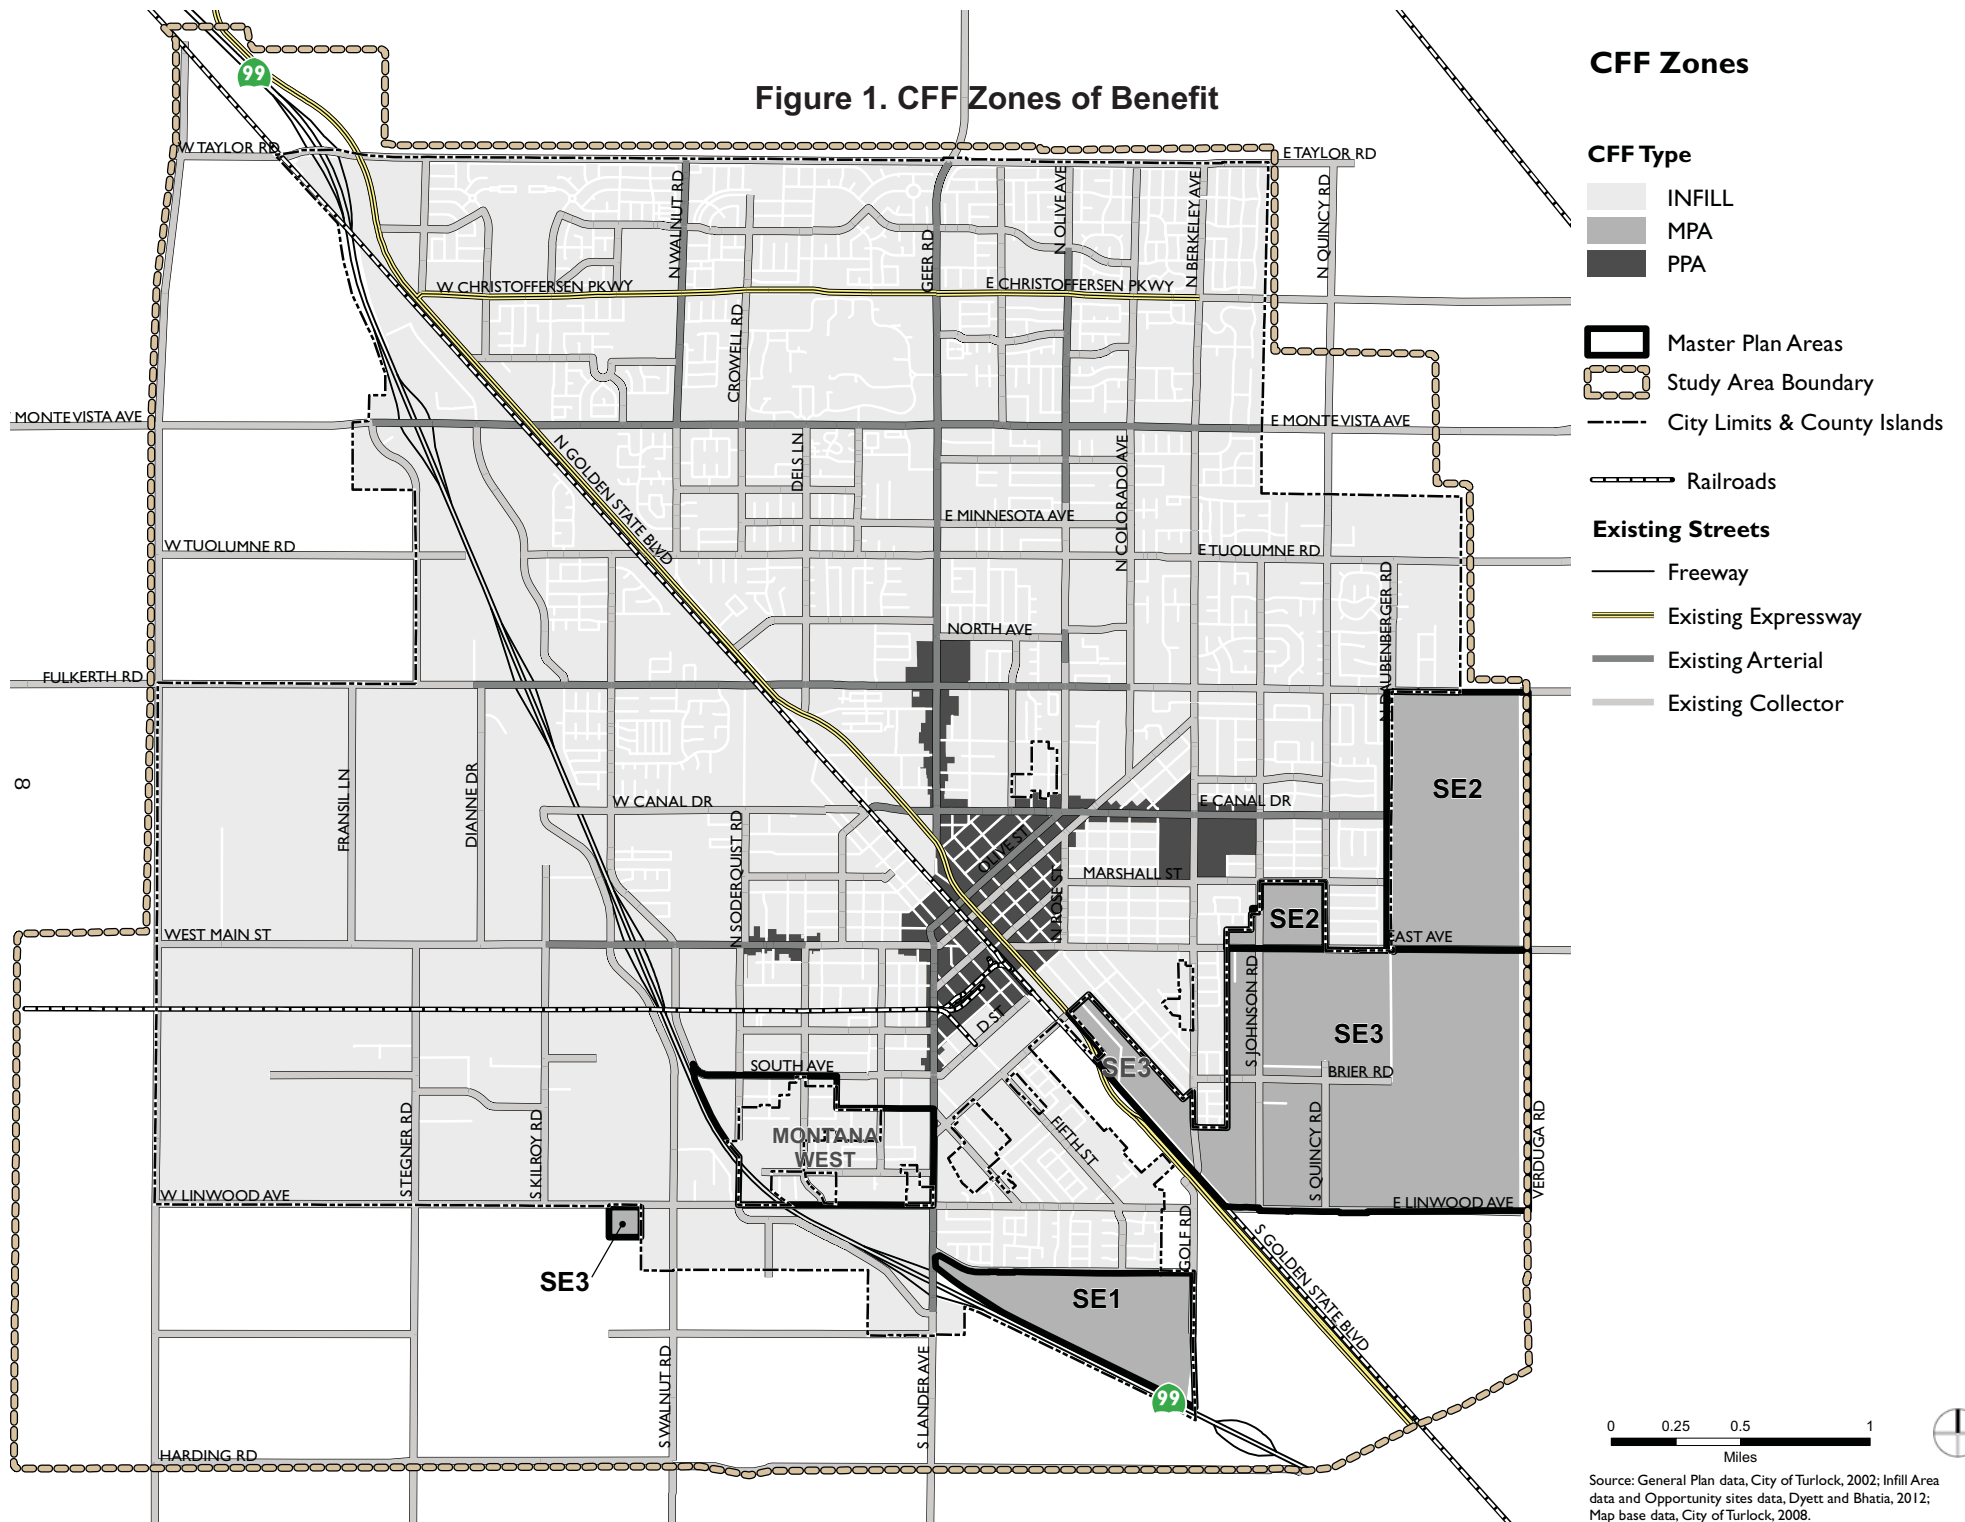 Figure 1. CFF Zones of Benefit
CFF Zones
CFF Type
INFILL
MPA
PPA
Master Plan Areas
Study Area Boundary
City Limits & County Islands
Railroads
Existing Streets
Freeway
Existing Expressway
Existing Arterial
Existing Collector
99
W TAYLOR RD
E TAYLOR RD
N WALNUT RD
GEER RD
N OLIVE AVE
N BERKELEY AVE
N QUINCY RD
W CHRISTOFFERSEN PKWY
E CHRISTOFFERSEN PKWY
CROWELL RD
MONTE VISTA AVE
E MONTE VISTA AVE
N GOLDEN STATE BLVD
DELS LN
N COLORADO AVE
E MINNESOTA AVE
W TUOLUMNE RD
E TUOLUMNE RD
N DAUBENBERGER RD
NORTH AVE
FULKERTH RD
FRANSIL LN
DIANNE DR
W CANAL DR
E CANAL DR
SE2
8
N SODERQUIST RD
OLIVE ST
MARSHALL ST
N ROSE ST
SE2
WEST MAIN ST
EAST AVE
S JOHNSON RD
D ST
SE3
SE3
SOUTH AVE
BRIER RD
S TEGNER RD
S KILROY RD
MONTANA
WEST
FIFTH ST
S QUINCY RD
VERDUGA RD
W LINWOOD AVE
E LINWOOD AVE
GOLF RD
S GOLDEN STATE BLVD
SE3
SE1
S WALNUT RD
S LANDER AVE
99
HARDING RD
0 0.25 0.5 1
Miles
Source: General Plan data, City of Turlock, 2002; Infill Area
data and Opportunity sites data, Dyett and Bhatia, 2012;
Map base data, City of Turlock, 2008.